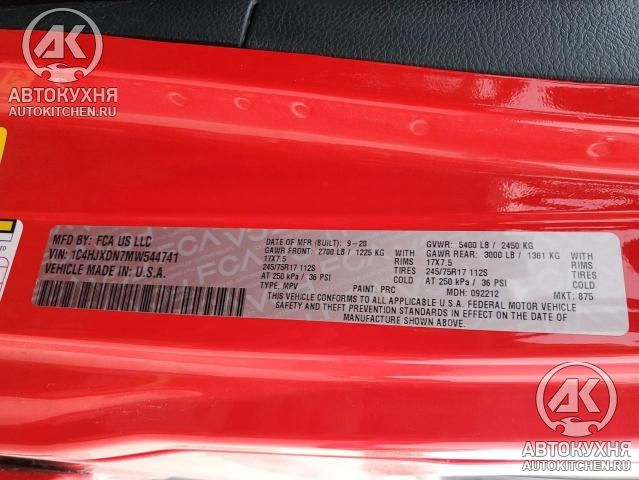 АК
АВТОКУХНЯ
AUTOKITCHEN.RU
MFD BY: FCA US LLC
VIN: 1C4HJXDN7MW544741
VEHICLE MADE IN U.S.A.
DATE OF MFR (BUILT): 9-20 GVWR: 5400 LB / 2450 KG
GAWR FRONT: 2700 LB / 1225 KG WITH GAWR REAR: 3000 LB / 1361 KG WITH
17X7.5 RIMS 17X7.5 RIMS
245/75R17 112S TIRES 245/75R17 112S TIRES
AT 250 kPa / 36 PSI COLD AT 250 kPa / 36 PSI COLD
TYPE: MPV PAINT: PRC MDH: 092212 MKT: 875
THIS VEHICLE CONFORMS TO ALL APPLICABLE U.S.A. FEDERAL MOTOR VEHICLE
SAFETY AND THEFT PREVENTION STANDARDS IN EFFECT ON THE DATE OF
MANUFACTURE SHOWN ABOVE.
АК
АВТОКУХНЯ
AUTOKITCHEN.RU